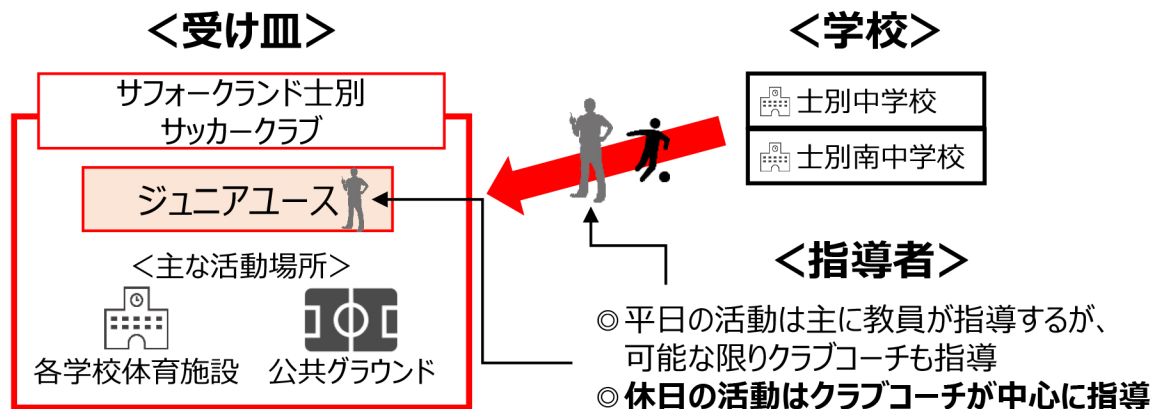 ＜受け皿＞
サフォークランド士別
サッカークラブ
ジュニアユース
＜主な活動場所＞
各学校体育施設
公共グラウンド
＜学校＞
士別中学校
士別南中学校
＜指導者＞
◎平日の活動は主に教員が指導するが、
可能な限りクラブコーチも指導
◎休日の活動はクラブコーチが中心に指導